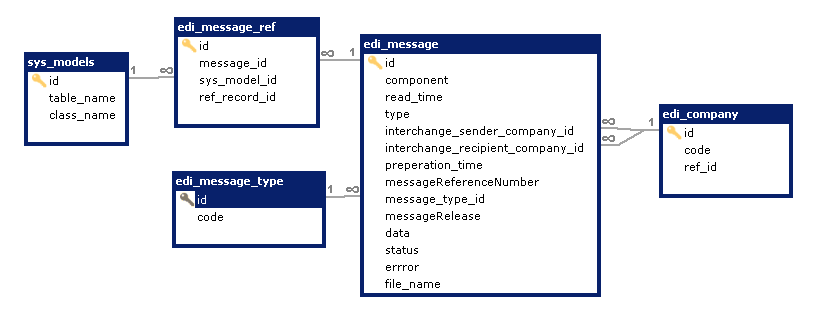 sys_models
id
table_name
class_name
1
∞
edi_message_ref
id
message_id
sys_model_id
ref_record_id
∞
1
edi_message
id
component
read_time
type
interchange_sender_company_id
interchange_recipient_company_id
preperation_time
messageReferenceNumber
message_type_id
messageRelease
data
status
errror
file_name
edi_message_type
id
code
1
∞
∞
∞
1
edi_company
id
code
ref_id